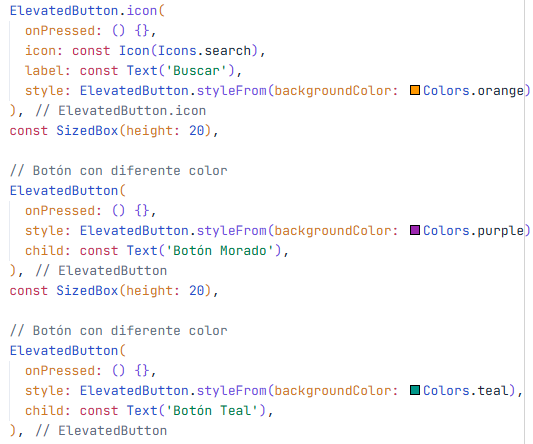 ElevatedButton.icon(
onPressed: () {},
icon: const Icon(Icons.search),
label: const Text('Buscar'),
style: ElevatedButton.styleFrom(backgroundColor: Colors.orange)
), // ElevatedButton.icon
const SizedBox(height: 20),
// Botón con diferente color
ElevatedButton(
onPressed: () {},
style: ElevatedButton.styleFrom(backgroundColor: Colors.purple)
child: const Text('Botón Morado'),
), // ElevatedButton
const SizedBox(height: 20),
// Botón con diferente color
ElevatedButton(
onPressed: () {},
style: ElevatedButton.styleFrom(backgroundColor: Colors.teal),
child: const Text('Botón Teal'),
), // ElevatedButton